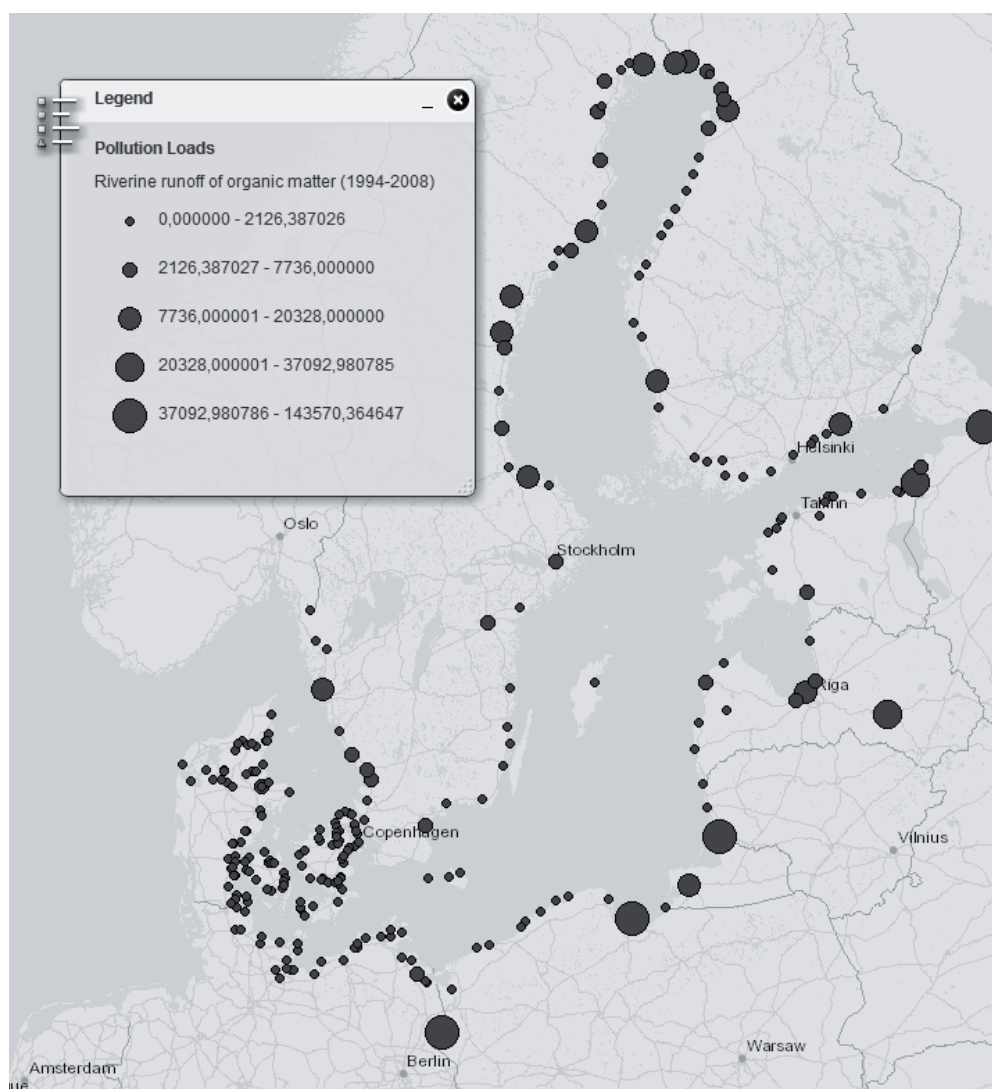 Legend
Pollution Loads
Riverine runoff of organic matter (1994-2008)
0,000000 - 2126,387026
2126,387027 - 7736,000000
7736,000001 - 20328,000000
20328,000001 - 37092,980785
37092,980786 - 143570,364647
Helsinki
Oslo
Stockholm
Riga
Copenhagen
Vilnius
Warsaw
Berlin
Amsterdam